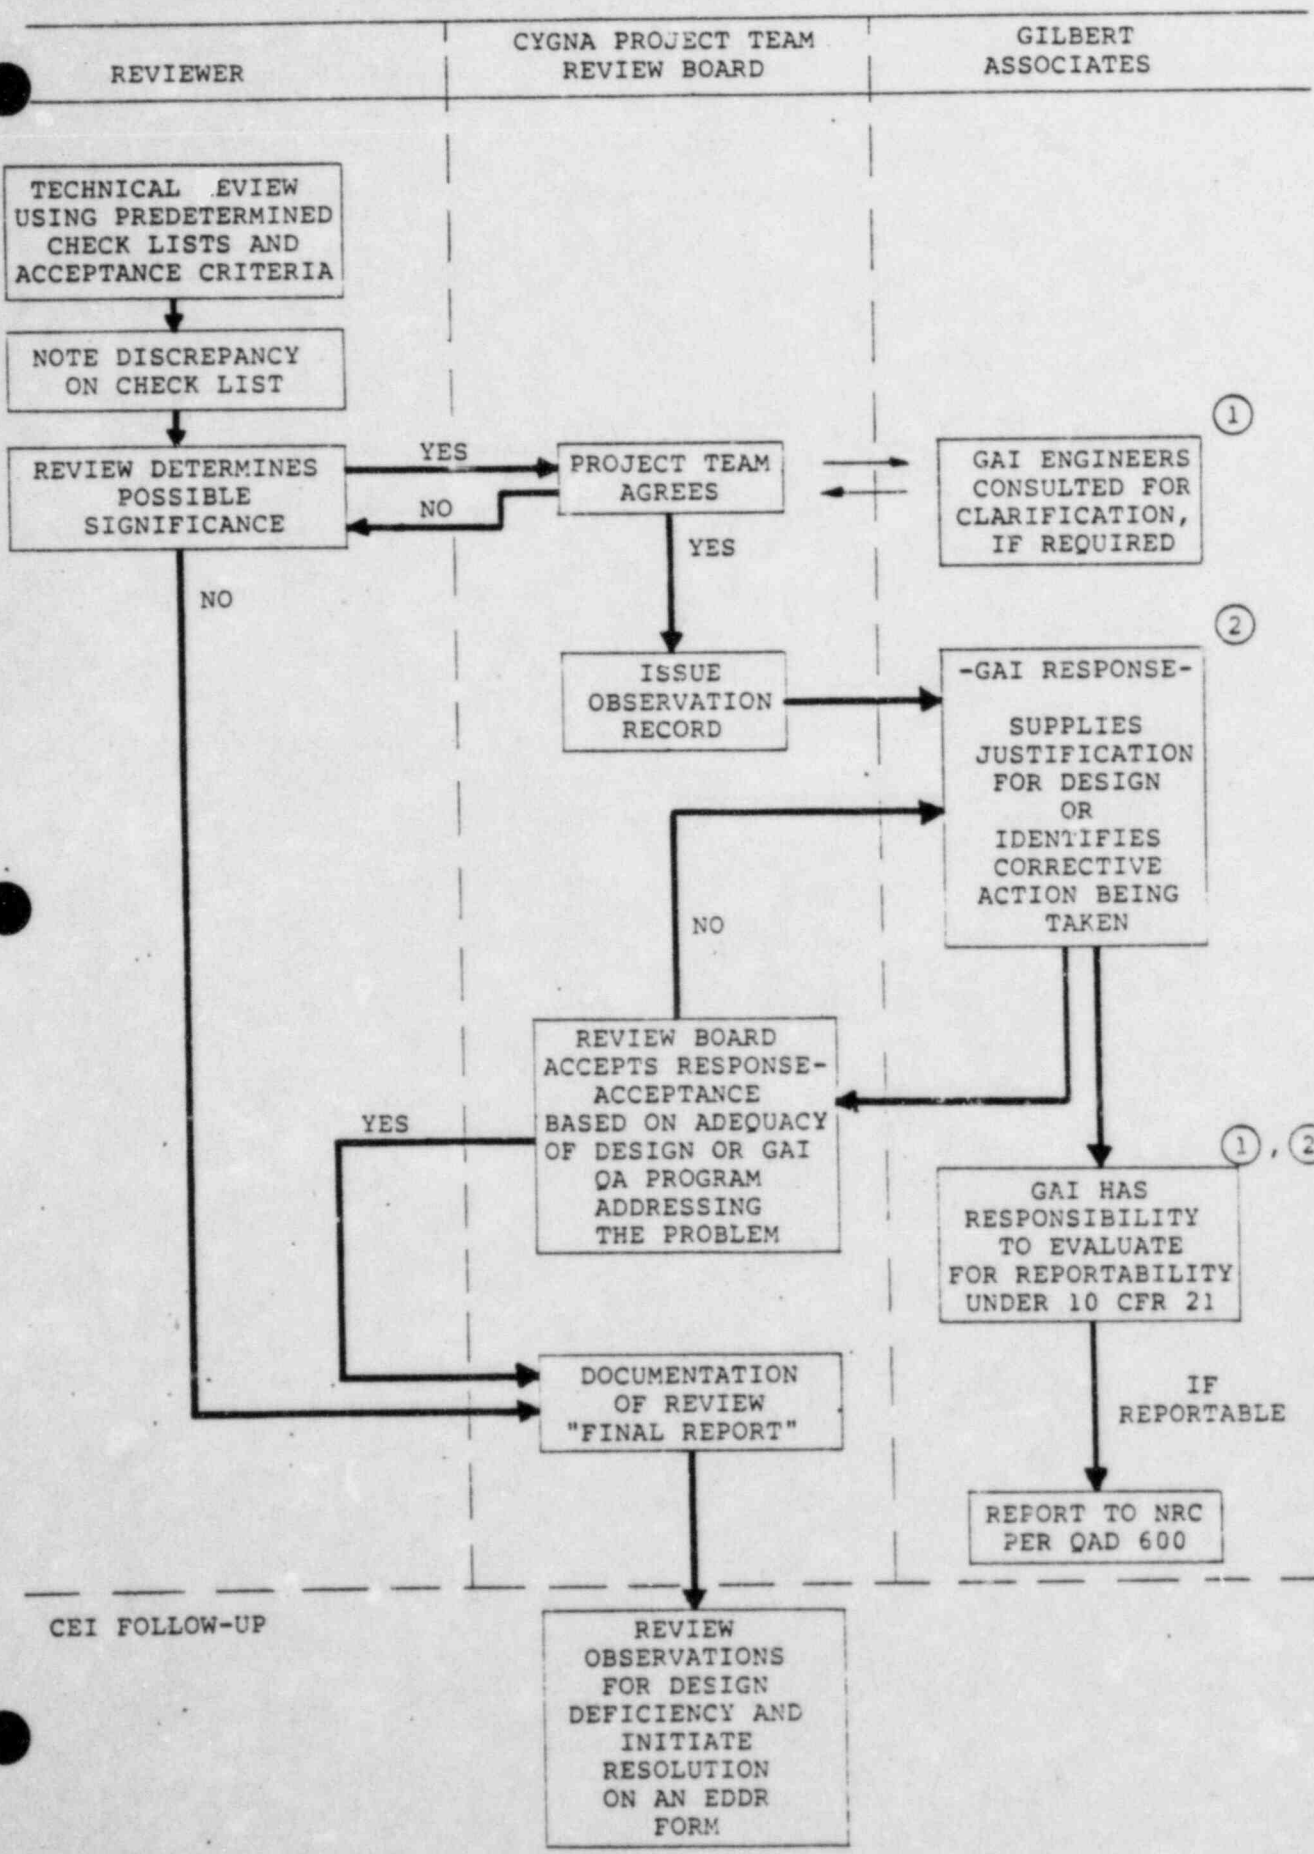 REVIEWER
CYGNA PROJECT TEAM
REVIEW BOARD
GILBERT
ASSOCIATES
TECHNICAL EVIEW
USING PREDETERMINED
CHECK LISTS AND
ACCEPTANCE CRITERIA
NOTE DISCREPANCY
ON CHECK LIST
REVIEW DETERMINES
POSSIBLE
SIGNIFICANCE
YES
NO
PROJECT TEAM
AGREES
1
GAI ENGINEERS
CONSULTED FOR
CLARIFICATION,
IF REQUIRED
YES
NO
ISSUE
OBSERVATION
RECORD
2
-GAI RESPONSE-
SUPPLIES
JUSTIFICATION
FOR DESIGN
OR
IDENTIFIES
CORRECTIVE
ACTION BEING
TAKEN
NO
REVIEW BOARD
ACCEPTS RESPONSE-
ACCEPTANCE
BASED ON ADEQUACY
OF DESIGN OR GAI
QA PROGRAM
ADDRESSING
THE PROBLEM
YES
1, 2
GAI HAS
RESPONSIBILITY
TO EVALUATE
FOR REPORTABILITY
UNDER 10 CFR 21
DOCUMENTATION
OF REVIEW
"FINAL REPORT"
IF
REPORTABLE
REPORT TO NRC
PER QAD 600
CEI FOLLOW-UP
REVIEW
OBSERVATIONS
FOR DESIGN
DEFICIENCY AND
INITIATE
RESOLUTION
ON AN EDDR
FORM